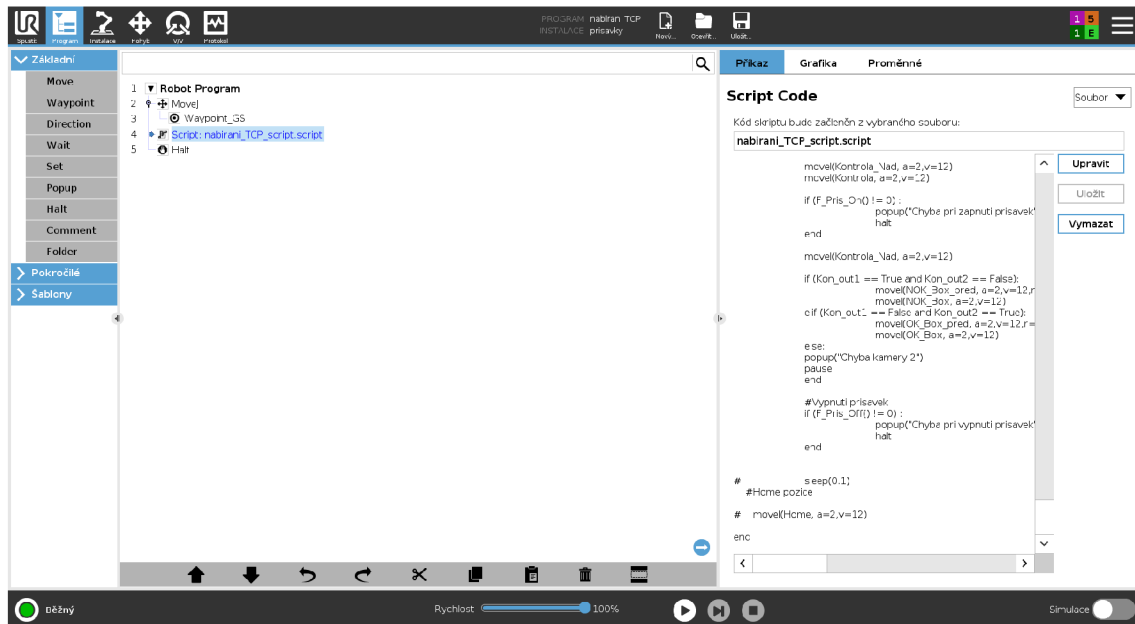 PROGRAM nabiran TCP
INSTALACE prisavky
Spustit Program Instalace Pohyb V/V Protokol
Nový... Otevřít... Uložit...
1 5
1 E
Základní
Move
Waypoint
Direction
Wait
Set
Popup
Halt
Comment
Folder
Pokročilé
Šablony
1 Robot Program
2 MoveJ
3 Waypoint_GS
4 Script: nabirani_TCP_script.script
5 Halt
Příkaz Grafika Proměnné
Script Code
Soubor
Kód skriptu bude začleněn z vybraného souboru:
nabirani_TCP_script.script
Upravit
Uložit
Vymazat
movel(Kontrola_Nad, a=2,v=12)
movel(Kontrola, a=2,v=12)
if (F_Pris_On() != 0) :
popup("Chyba pri zapnuti prisavek"
halt
end
movel(Kontrola_Nad, a=2,v=12)
if (Kon_out1 == True and Kon_out2 == False):
movel(NOK_Box_pred, a=2,v=12,r
movel(NOK_Box, a=2,v=12)
elif (Kon_out1 == False and Kon_out2 == True):
movel(OK_Box_pred, a=2,v=12,r=
movel(OK_Box, a=2,v=12)
else:
popup("Chyba kamery 2")
pause
end
#Vypnuti prisavek
if (F_Pris_Off() != 0) :
popup("Chyba pri vypnuti prisavek"
halt
end
# sleep(0.1)
#Home pozice
# movel(Home, a=2,v=12)
end
Běžný
Rychlost 100%
Simulace